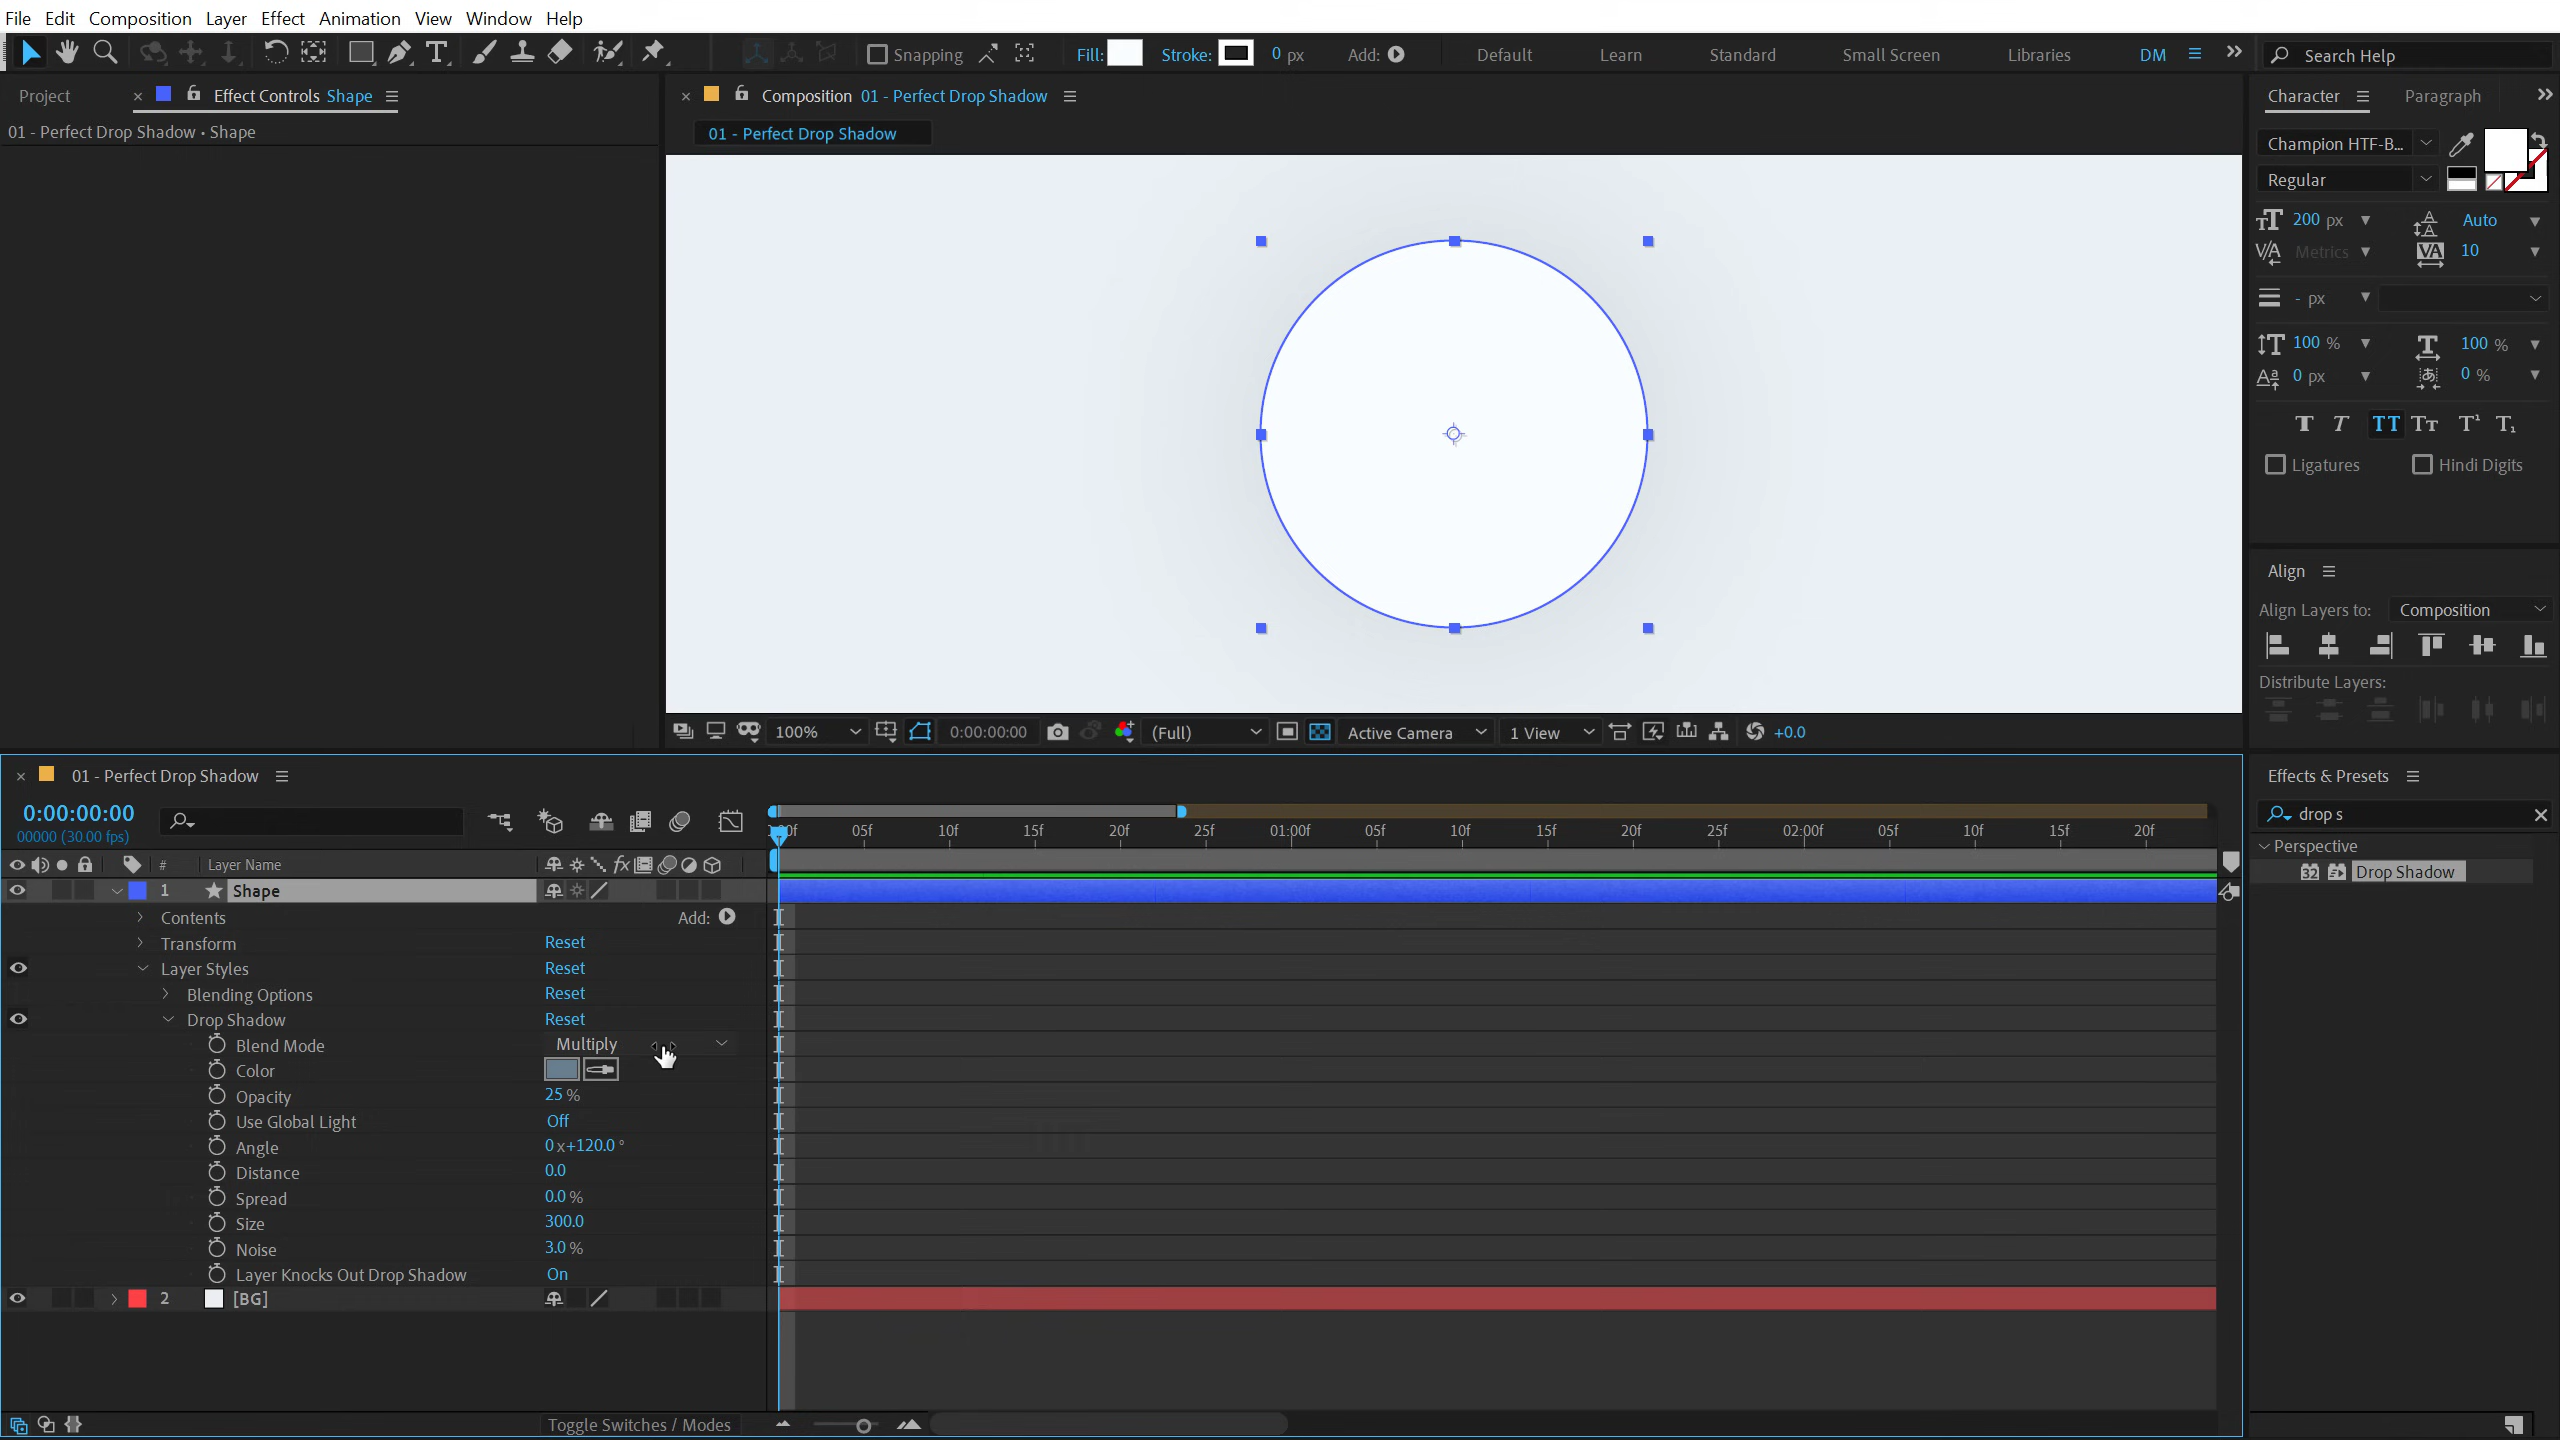 File Edit Composition Layer Effect Animation View Window Help
Snapping Fill: Stroke: 0 px Add: Default Learn Standard Small Screen Libraries DM Search Help
Project Effect Controls Shape
01 - Perfect Drop Shadow • Shape
Composition 01 - Perfect Drop Shadow
01 - Perfect Drop Shadow
Character Paragraph
Champion HTF-B...
Regular
200 px Auto
Metrics 10
- px
100 % 100 %
0 px 0 %
Ligatures Hindi Digits
Align
Align Layers to: Composition
Distribute Layers:
100% 0:00:00:00 (Full) Active Camera 1 View +0.0
01 - Perfect Drop Shadow
0:00:00:00
00000 (30.00 fps)
05f 10f 15f 20f 25f 01:00f 05f 10f 15f 20f 25f 02:00f 05f 10f 15f 20f
# Layer Name
1 Shape
Contents Add:
Transform Reset
Layer Styles Reset
Blending Options Reset
Drop Shadow Reset
Blend Mode Multiply
Color
Opacity 25 %
Use Global Light Off
Angle 0 x+120.0 °
Distance 0.0
Spread 0.0 %
Size 300.0
Noise 3.0 %
Layer Knocks Out Drop Shadow On
2 [BG]
Toggle Switches / Modes
Effects & Presets
drop s
Perspective
32 Drop Shadow